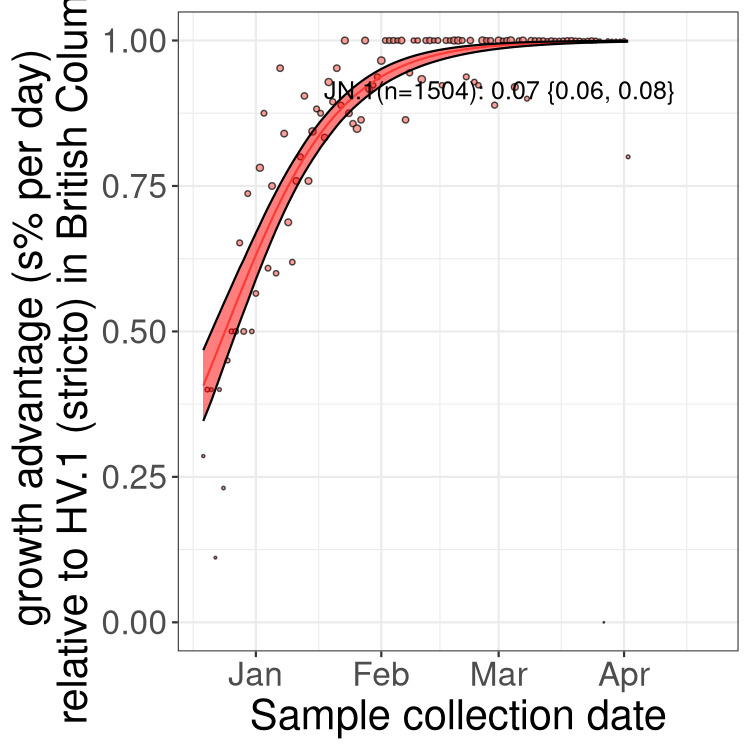 growth advantage (s% per day)
relative to HV.1 (stricto) in British Colum
1.00
0.75
0.50
0.25
0.00
JN.1(n=1504): 0.07 {0.06, 0.08}
Jan Feb Mar Apr
Sample collection date